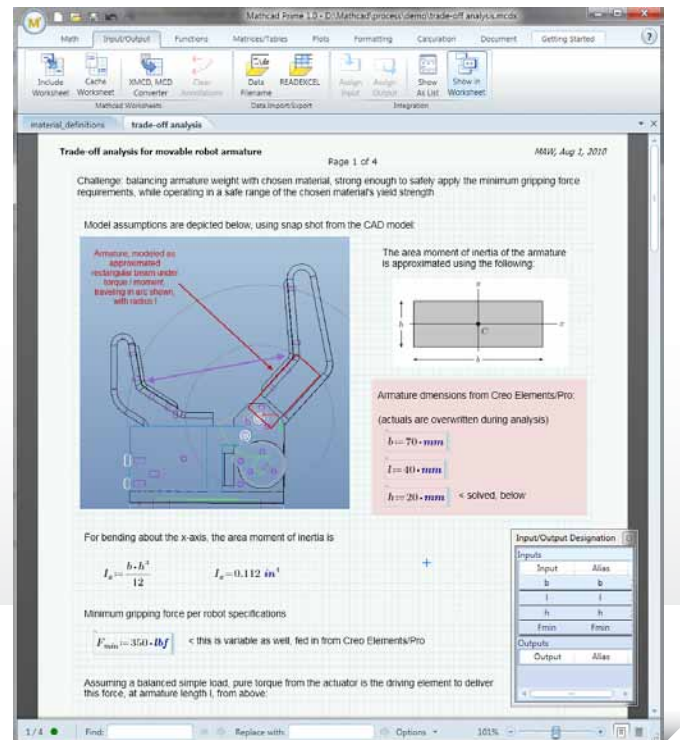 Mathcad Prime 1.0 - D:\Mathcad\process\demo\trade-off analysis.mcdx
Math Input/Output Functions Matrices/Tables Plots Formatting Calculation Document Getting Started
Include Worksheet
Cache Worksheet
XMCD, MCD Converter
Clear Annotations
Data Filename
READEXCEL
Assign Input
Assign Output
Show As List
Show in Worksheet
Mathcad Worksheets
Data Import/Export
Integration
material_definitions trade-off analysis
Trade-off analysis for movable robot armature
Page 1 of 4
MAW, Aug 1, 2010
Challenge: balancing armature weight with chosen material, strong enough to safely apply the minimum gripping force
requirements, while operating in a safe range of the chosen material's yield strength
Model assumptions are depicted below, using snap shot from the CAD model:
Armature, modeled as
approximated
rectangular beam under
torque / moment,
traveling in arc shown,
with radius l
The area moment of inertia of the armature
is approximated using the following:
h
C
x
b
Armature dmensions from Creo Elements/Pro:
(actuals are overwritten during analysis)
b:=70·mm
l:=40·mm
h:=20·mm < solved, below
For bending about the x-axis, the area moment of inertia is
Iₓ:=b·h³/12 Iₓ=0.112 in⁴
Minimum gripping force per robot specifications
Fmin:=350·lbf < this is variable as well, fed in from Creo Elements/Pro
Assuming a balanced simple load, pure torque from the actuator is the driving element to deliver
this force, at armature length l, from above:
Input/Output Designation
Inputs
Input Alias
b b
l l
h h
Fmin Fmin
Outputs
Output Alias
1/4 Find: Replace with: Options 101%